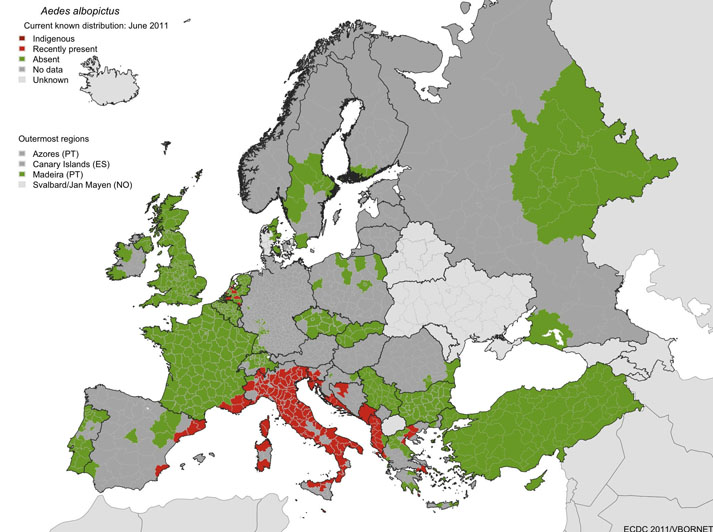 Aedes albopictus
Current known distribution: June 2011
Indigenous
Recently present
Absent
No data
Unknown
Outermost regions
Azores (PT)
Canary Islands (ES)
Madeira (PT)
Svalbard/Jan Mayen (NO)
ECDC 2011/VBORNET